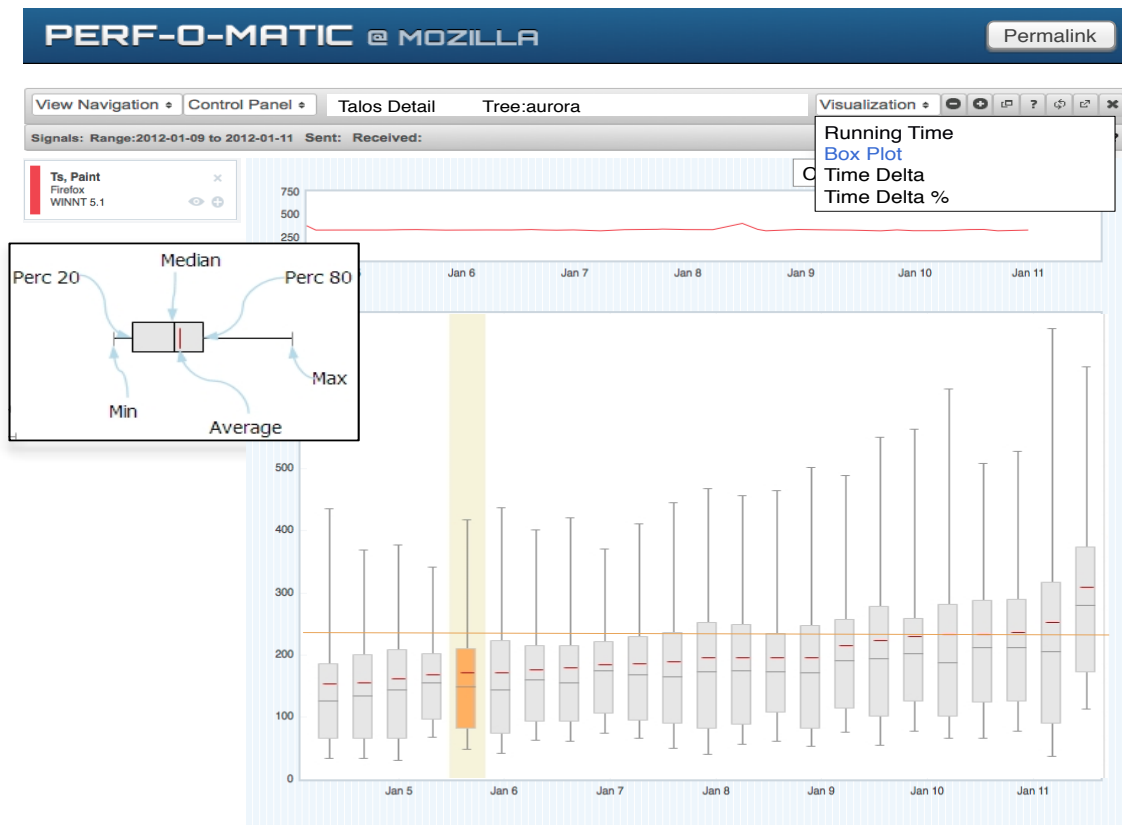 PERF-O-MATIC @ MOZILLA
Permalink
View Navigation
Control Panel
Talos Detail
Tree:aurora
Visualization
?
Signals: Range:2012-01-09 to 2012-01-11 Sent: Received:
Running Time
Box Plot
Time Delta
Time Delta %
Ts, Paint
Firefox
WINNT 5.1
750
500
250
Jan 6
Jan 7
Jan 8
Jan 9
Jan 10
Jan 11
Median
Perc 20
Perc 80
Max
Min
Average
500
400
300
200
100
0
Jan 5
Jan 6
Jan 7
Jan 8
Jan 9
Jan 10
Jan 11